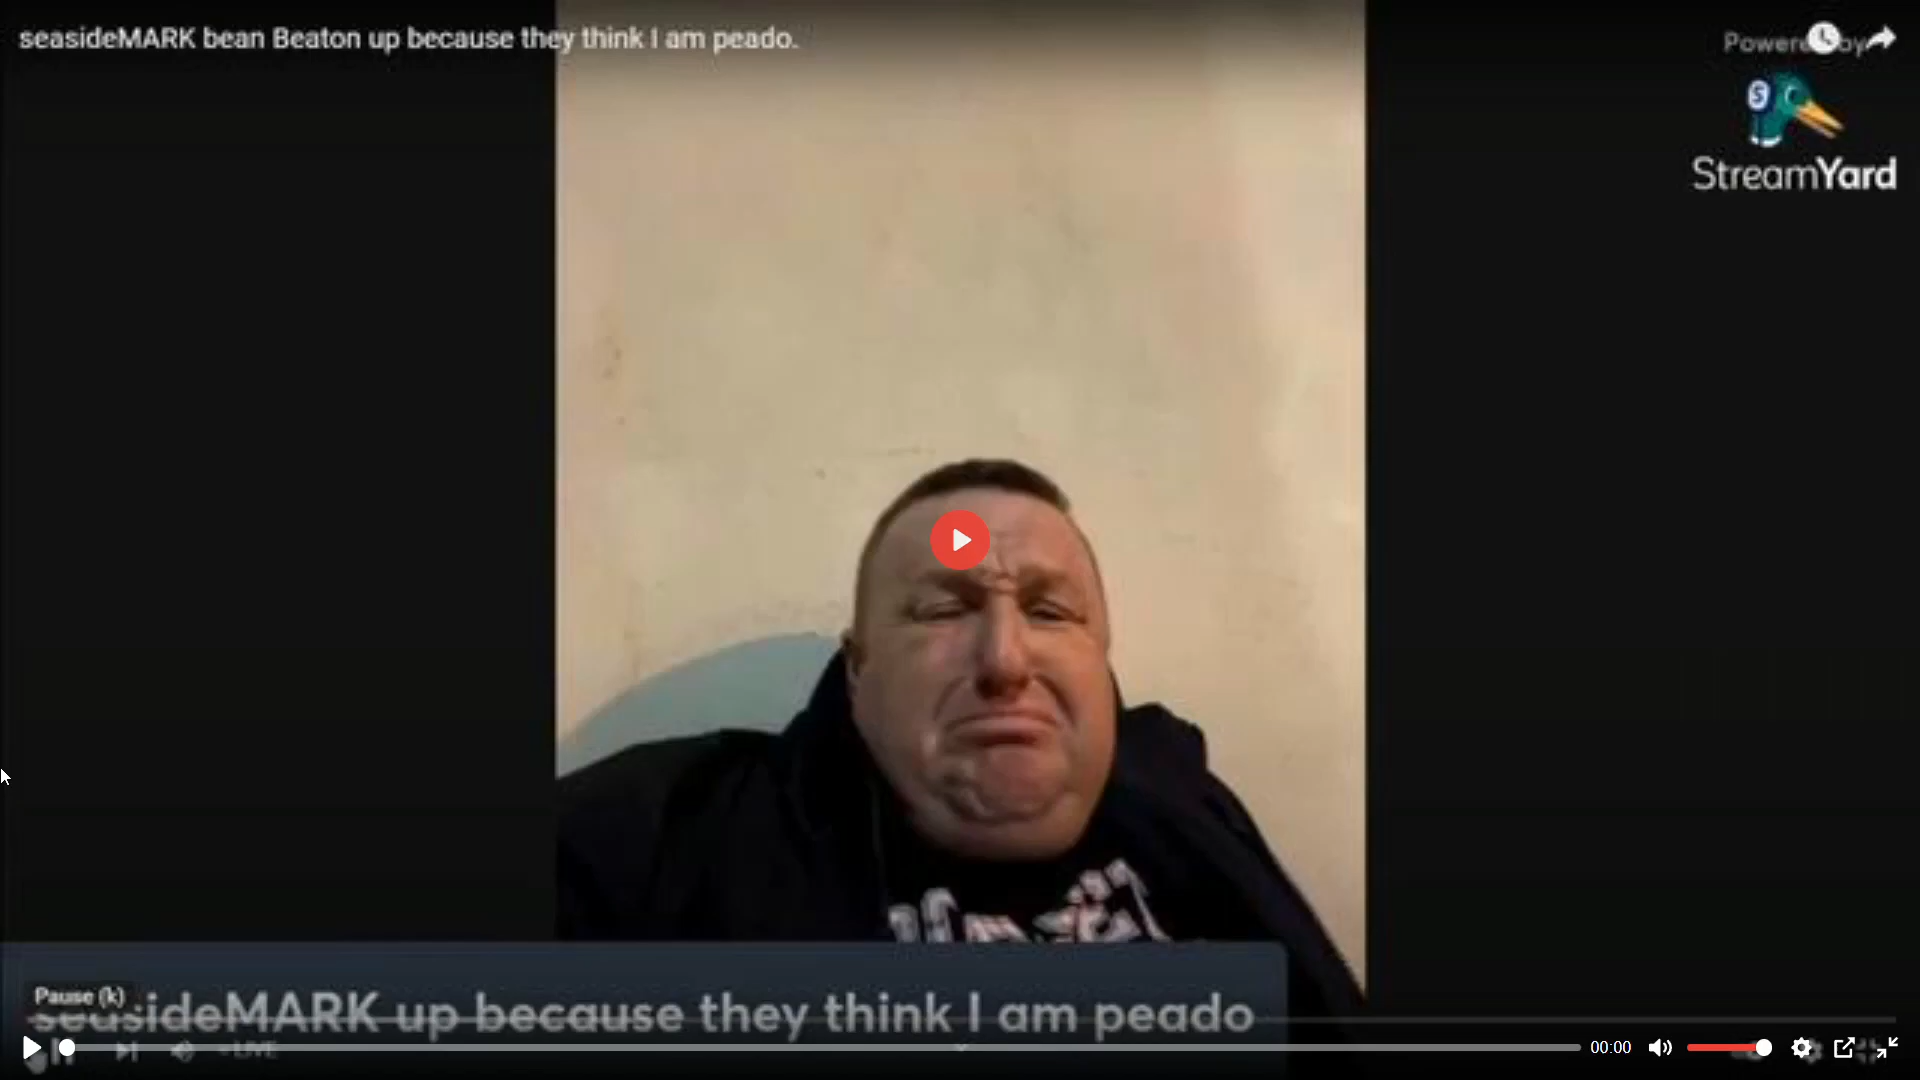 seasideMARK bean Beaton up because they think I am peado.
Powered by
StreamYard
Pause (k)
seasideMARK up because they think I am peado
LIVE
00:00